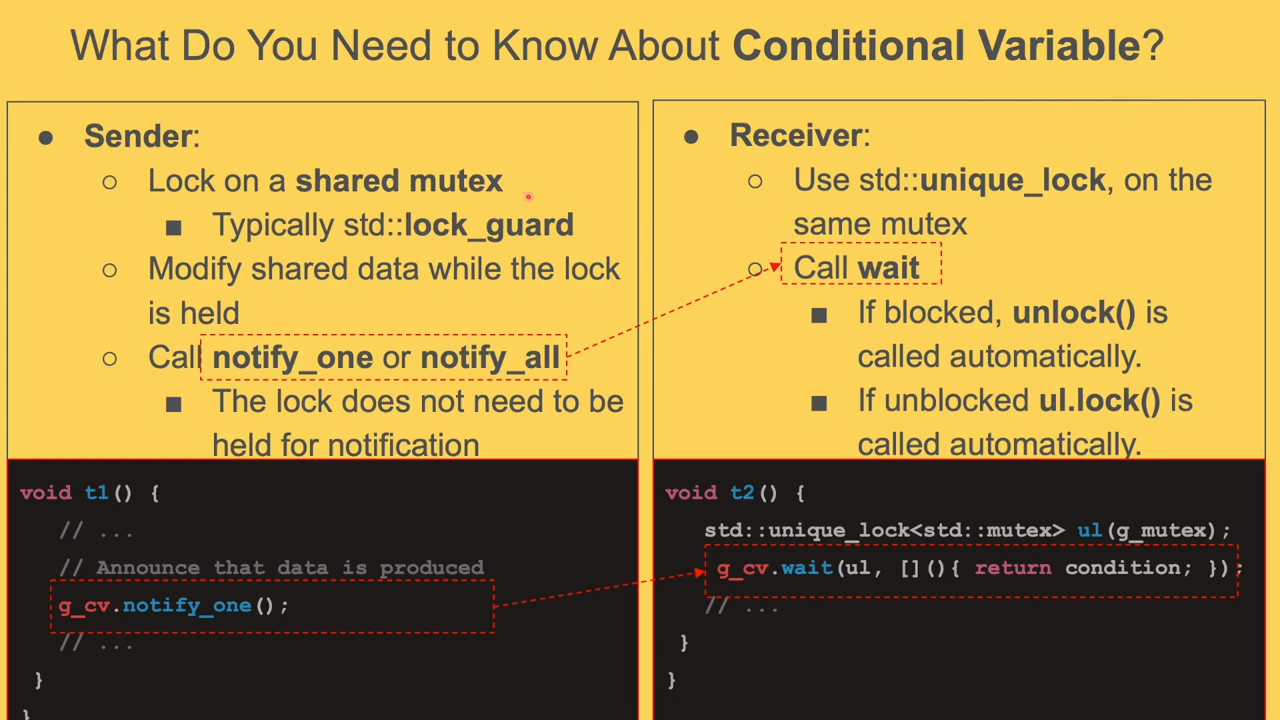 What Do You Need to Know About Conditional Variable?
● Sender:
○ Lock on a shared mutex
■ Typically std::lock_guard
○ Modify shared data while the lock
is held
○ Call notify_one or notify_all
■ The lock does not need to be
held for notification
void t1() {
// ...
// Announce that data is produced
g_cv.notify_one();
// ...
}
}
● Receiver:
○ Use std::unique_lock, on the
same mutex
○ Call wait
■ If blocked, unlock() is
called automatically.
■ If unblocked ul.lock() is
called automatically.
void t2() {
std::unique_lock<std::mutex> ul(g_mutex);
g_cv.wait(ul, [](){ return condition; });
// ...
}
}